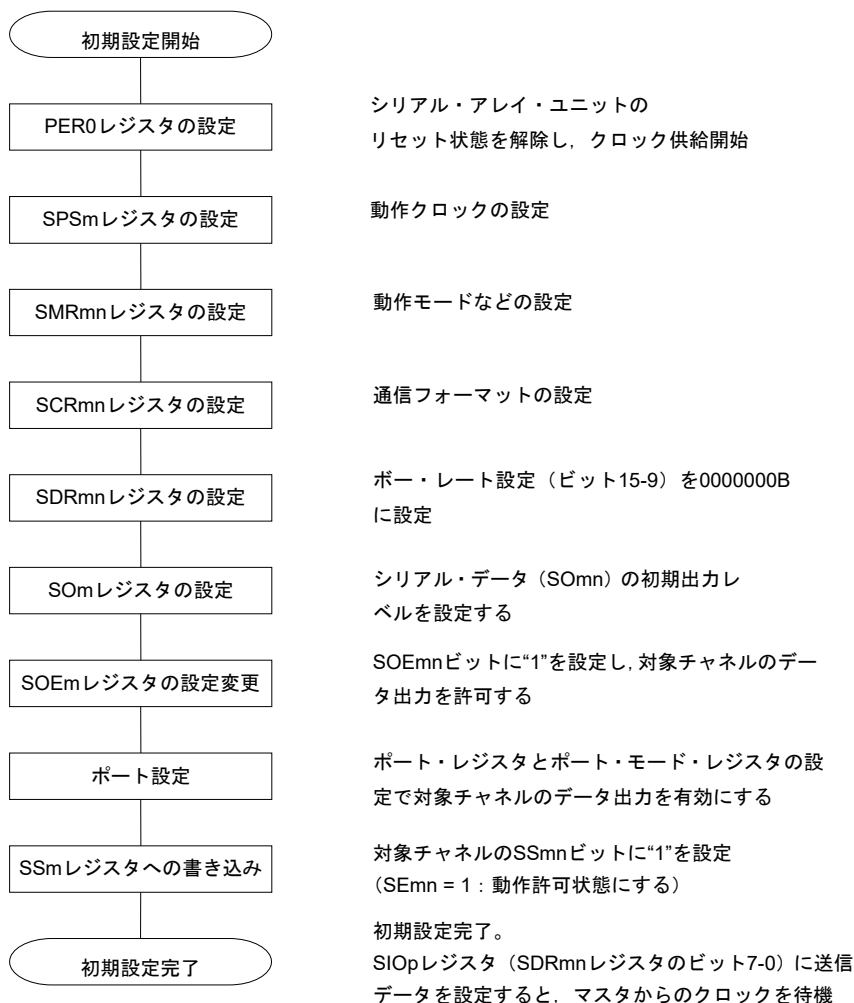 初期設定開始
PER0レジスタの設定
シリアル・アレイ・ユニットの
リセット状態を解除し，クロック供給開始
SPSmレジスタの設定
動作クロックの設定
SMRmnレジスタの設定
動作モードなどの設定
SCRmnレジスタの設定
通信フォーマットの設定
SDRmnレジスタの設定
ボー・レート設定（ビット15-9）を0000000B
に設定
SOmレジスタの設定
シリアル・データ（SOmn）の初期出力レ
ベルを設定する
SOEmレジスタの設定変更
SOEmnビットに“1”を設定し，対象チャネルのデー
タ出力を許可する
ポート設定
ポート・レジスタとポート・モード・レジスタの設
定で対象チャネルのデータ出力を有効にする
SSmレジスタへの書き込み
対象チャネルのSSmnビットに“1”を設定
（SEmn = 1：動作許可状態にする）
初期設定完了
初期設定完了。
SIOpレジスタ（SDRmnレジスタのビット7-0）に送信
データを設定すると，マスタからのクロックを待機